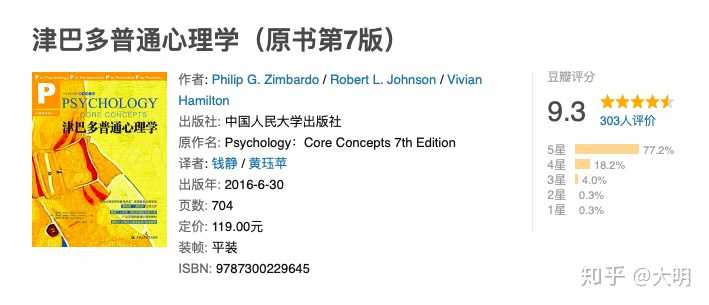 津巴多普通心理学（原书第7版）
P
PSYCHOLOGY
CORE CONCEPTS
津巴多普通心理学
作者: Philip G. Zimbardo / Robert L. Johnson / Vivian
Hamilton
出版社: 中国人民大学出版社
原作名: Psychology：Core Concepts 7th Edition
译者: 钱静 / 黄珏苹
出版年: 2016-6-30
页数: 704
定价: 119.00元
装帧: 平装
ISBN: 9787300229645
豆瓣评分
9.3
303人评价
5星 77.2%
4星 18.2%
3星 4.0%
2星 0.3%
1星 0.3%
知乎 @大明